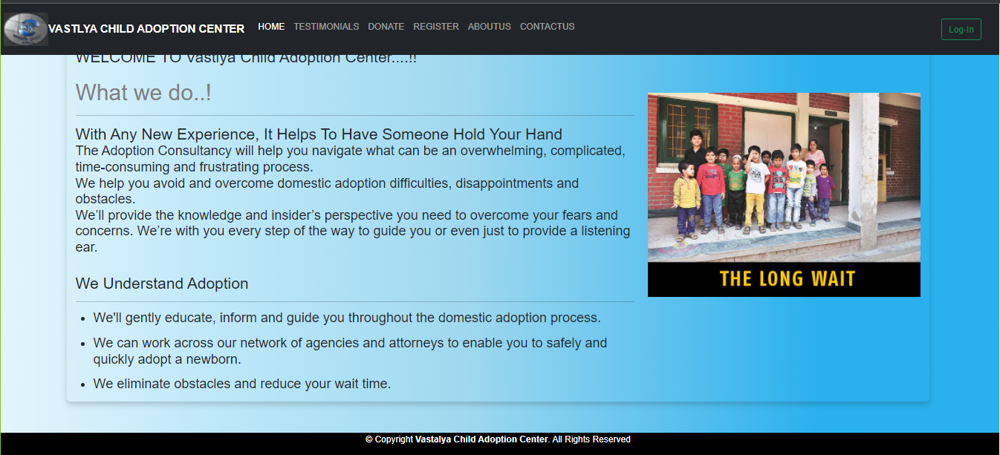 VASTLYA CHILD ADOPTION CENTER HOME TESTIMONIALS DONATE REGISTER ABOUTUS CONTACTUS Log-In
WELCOME TO Vastlya Child Adoption Center....!!
What we do..!
With Any New Experience, It Helps To Have Someone Hold Your Hand
The Adoption Consultancy will help you navigate what can be an overwhelming, complicated,
time-consuming and frustrating process.
We help you avoid and overcome domestic adoption difficulties, disappointments and
obstacles.
We’ll provide the knowledge and insider’s perspective you need to overcome your fears and
concerns. We’re with you every step of the way to guide you or even just to provide a listening
ear.
THE LONG WAIT
We Understand Adoption
• We'll gently educate, inform and guide you throughout the domestic adoption process.
• We can work across our network of agencies and attorneys to enable you to safely and
quickly adopt a newborn.
• We eliminate obstacles and reduce your wait time.
© Copyright Vastalya Child Adoption Center. All Rights Reserved